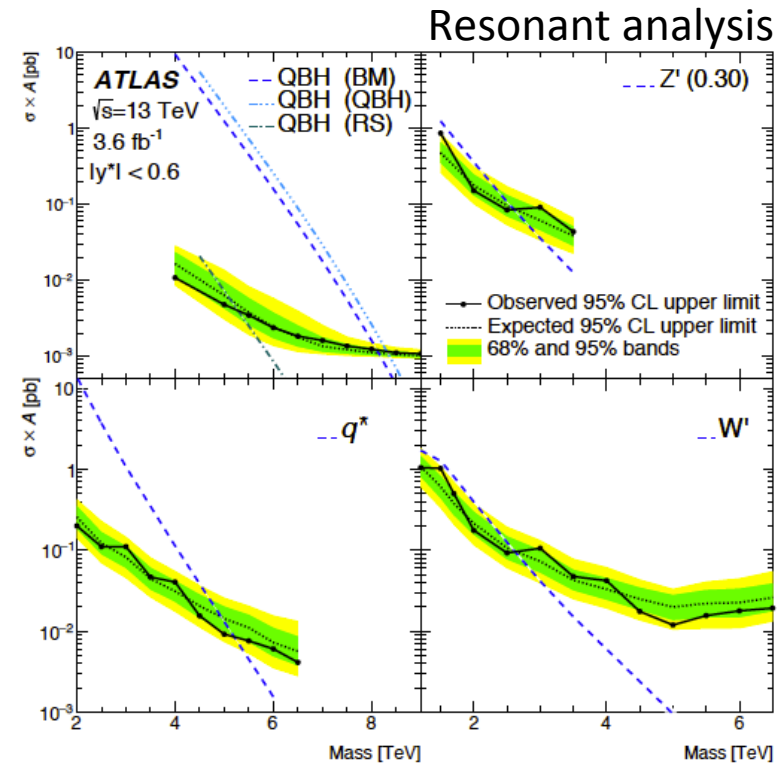 Resonant analysis
σ × A [pb]
10
1
10⁻¹
10⁻²
10⁻³
ATLAS
√s=13 TeV
3.6 fb⁻¹
|y*| < 0.6
QBH (BM)
QBH (QBH)
QBH (RS)
Z' (0.30)
Observed 95% CL upper limit
Expected 95% CL upper limit
68% and 95% bands
σ × A [pb]
10
1
10⁻¹
10⁻²
10⁻³
q*
W'
2 4 6 8
2 4 6
Mass [TeV]
Mass [TeV]